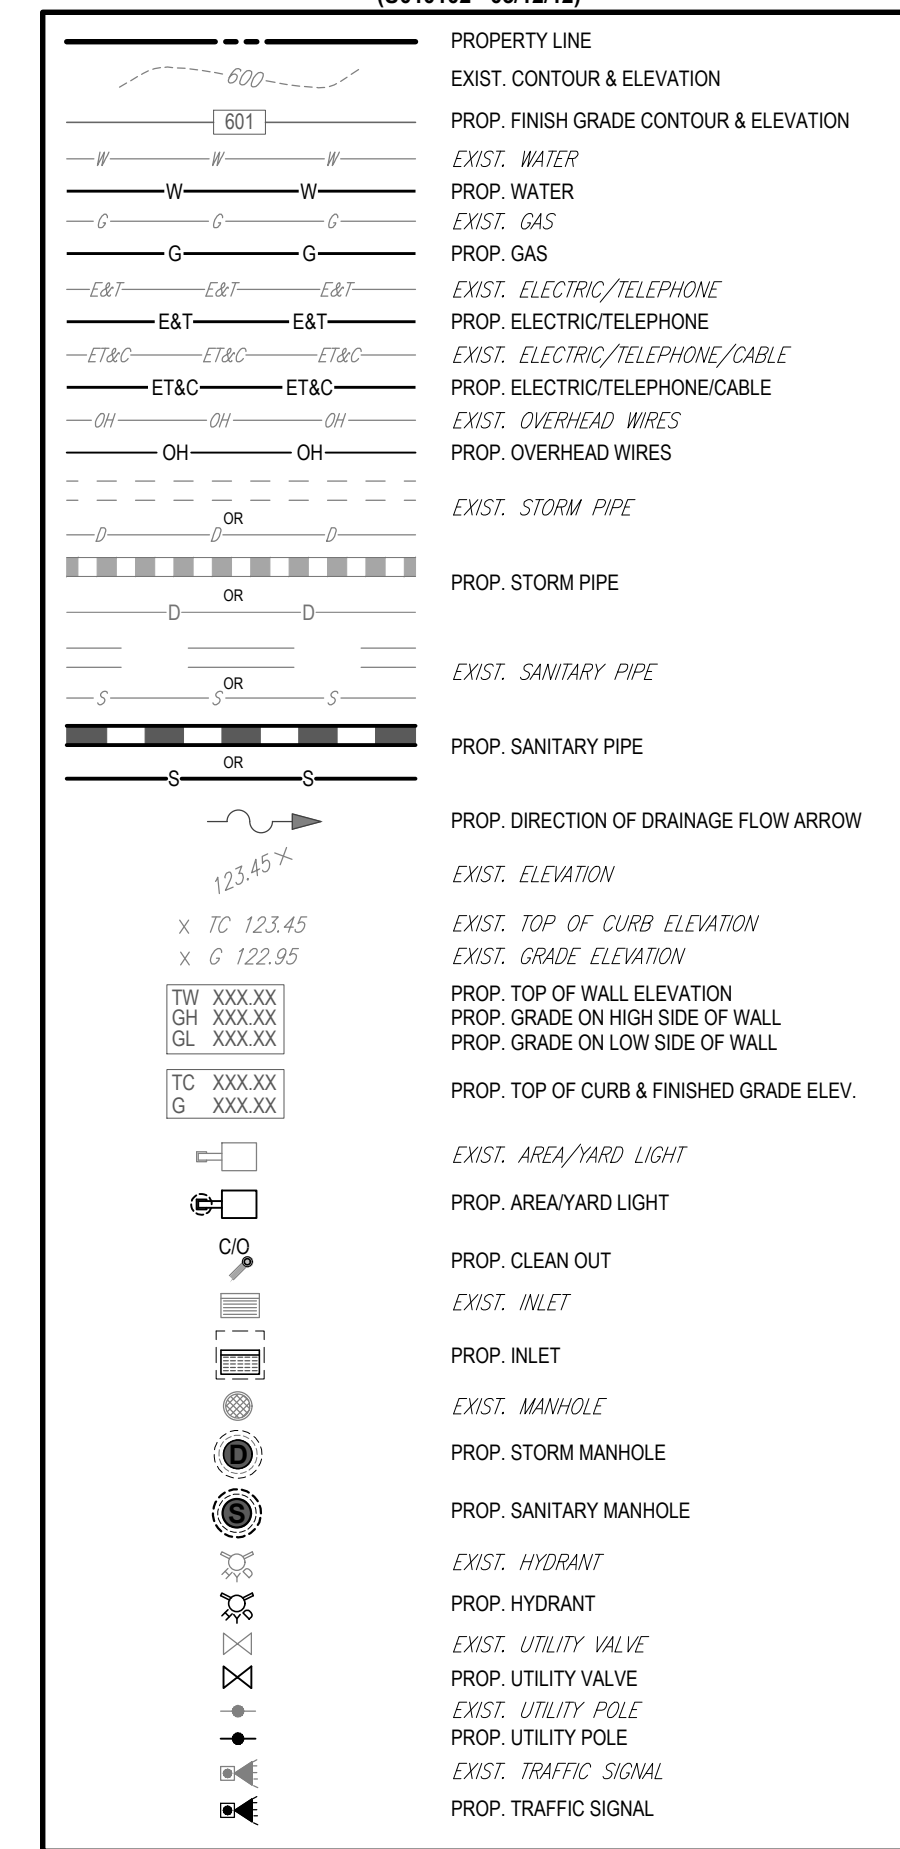 PROPERTY LINE
600 EXIST. CONTOUR & ELEVATION
601 PROP. FINISH GRADE CONTOUR & ELEVATION
W W W EXIST. WATER
W W PROP. WATER
G G G EXIST. GAS
G G PROP. GAS
E&T E&T E&T EXIST. ELECTRIC/TELEPHONE
E&T E&T PROP. ELECTRIC/TELEPHONE
ET&C ET&C ET&C EXIST. ELECTRIC/TELEPHONE/CABLE
ET&C ET&C PROP. ELECTRIC/TELEPHONE/CABLE
OH OH OH EXIST. OVERHEAD WIRES
OH OH PROP. OVERHEAD WIRES
EXIST. STORM PIPE
OR
D D D
PROP. STORM PIPE
OR
D D
EXIST. SANITARY PIPE
OR
S S S
PROP. SANITARY PIPE
OR
S S
PROP. DIRECTION OF DRAINAGE FLOW ARROW
123.45 X EXIST. ELEVATION
X TC 123.45 EXIST. TOP OF CURB ELEVATION
X G 122.95 EXIST. GRADE ELEVATION
TW XXX.XX PROP. TOP OF WALL ELEVATION
GH XXX.XX PROP. GRADE ON HIGH SIDE OF WALL
GL XXX.XX PROP. GRADE ON LOW SIDE OF WALL
TC XXX.XX
G XXX.XX
PROP. TOP OF CURB & FINISHED GRADE ELEV.
EXIST. AREA/YARD LIGHT
PROP. AREA/YARD LIGHT
C/O PROP. CLEAN OUT
EXIST. INLET
PROP. INLET
EXIST. MANHOLE
D PROP. STORM MANHOLE
S PROP. SANITARY MANHOLE
EXIST. HYDRANT
PROP. HYDRANT
EXIST. UTILITY VALVE
PROP. UTILITY VALVE
EXIST. UTILITY POLE
PROP. UTILITY POLE
EXIST. TRAFFIC SIGNAL
PROP. TRAFFIC SIGNAL